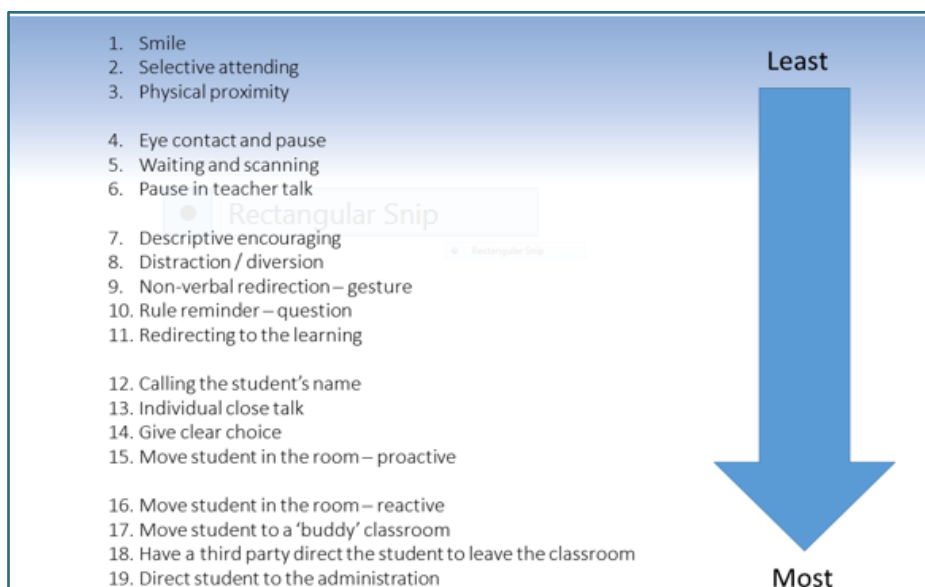 1. Smile
2. Selective attending
3. Physical proximity
4. Eye contact and pause
5. Waiting and scanning
6. Pause in teacher talk
Rectangular Snip
7. Descriptive encouraging
Rectangular Snip
8. Distraction / diversion
9. Non-verbal redirection – gesture
10. Rule reminder – question
11. Redirecting to the learning
12. Calling the student's name
13. Individual close talk
14. Give clear choice
15. Move student in the room – proactive
16. Move student in the room – reactive
17. Move student to a 'buddy' classroom
18. Have a third party direct the student to leave the classroom
19. Direct student to the administration
Least
Most